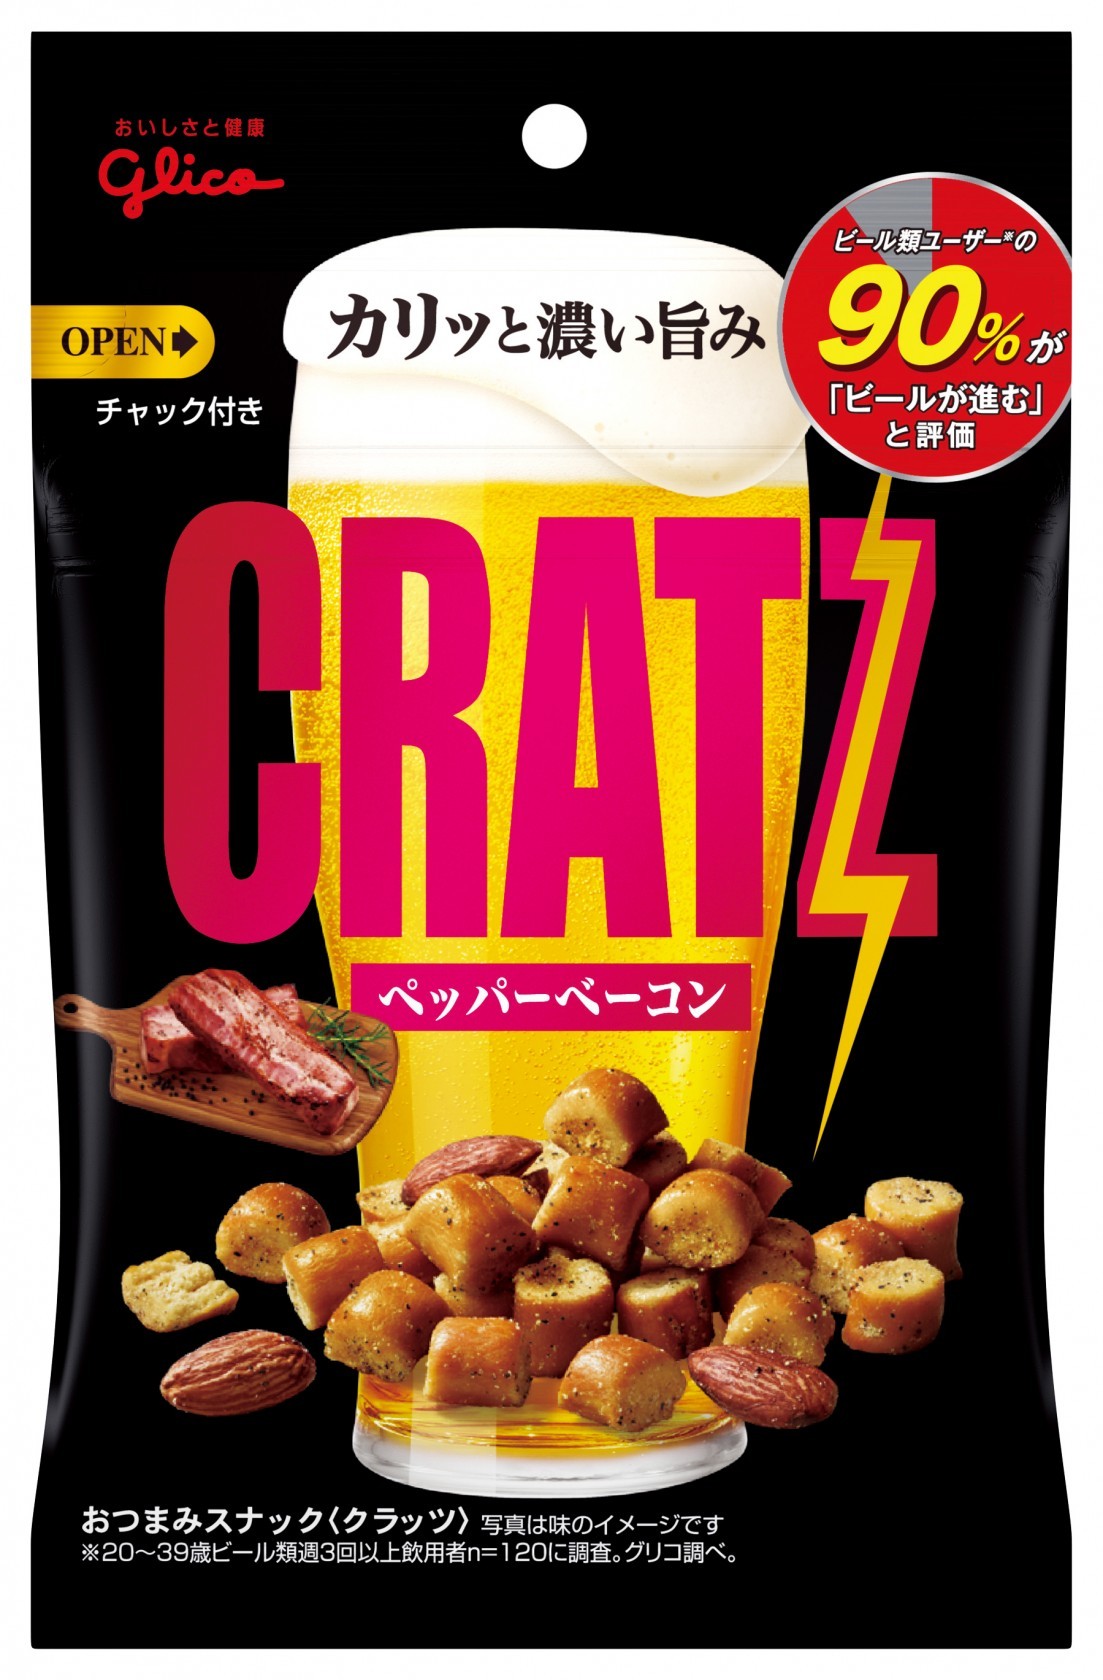 おいしさと健康
glico
ビール類ユーザー※の
90%が
「ビールが進む」
と評価
カリッと濃い旨み
OPEN
チャック付き
CRATZ
ペッパーベーコン
おつまみスナック〈クラッツ〉 写真は味のイメージです
※20〜39歳ビール類週3回以上飲用者n=120に調査。グリコ調べ。